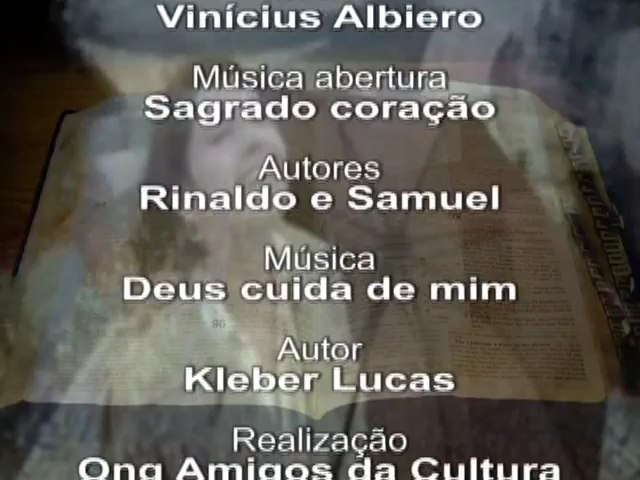 Vinícius Albiero
Música abertura
Sagrado coração
Autores
Rinaldo e Samuel
Música
Deus cuida de mim
Autor
Kleber Lucas
Realização
Ong Amigos da Cultura